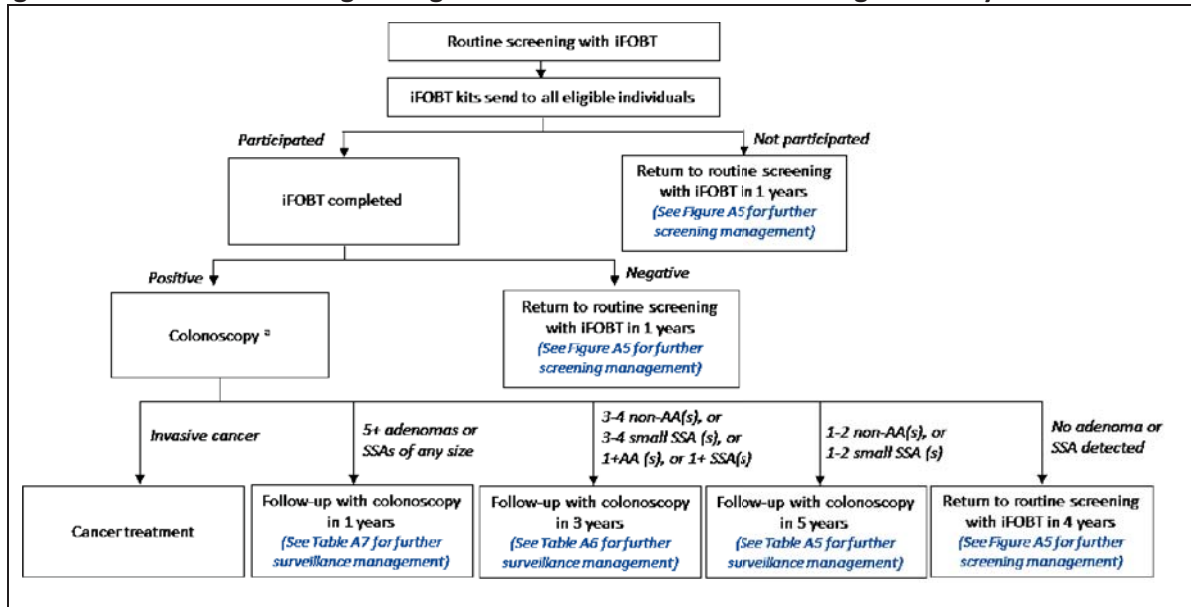 Routine screening with iFOBT
iFOBT kits send to all eligible individuals
Participated
Not participated
iFOBT completed
Return to routine screening
with iFOBT in 1 years
(See Figure A5 for further
screening management)
Positive
Negative
Colonoscopy a
Return to routine screening
with iFOBT in 1 years
(See Figure A5 for further
screening management)
Invasive cancer
5+ adenomas or
SSAs of any size
3-4 non-AA(s), or
3-4 small SSA (s), or
1+AA (s), or 1+ SSA(s)
1-2 non-AA(s), or
1-2 small SSA (s)
No adenoma or
SSA detected
Cancer treatment
Follow-up with colonoscopy
in 1 years
(See Table A7 for further
surveillance management)
Follow-up with colonoscopy
in 3 years
(See Table A6 for further
surveillance management)
Follow-up with colonoscopy
in 5 years
(See Table A5 for further
surveillance management)
Return to routine screening
with iFOBT in 4 years
(See Figure A5 for further
screening management)